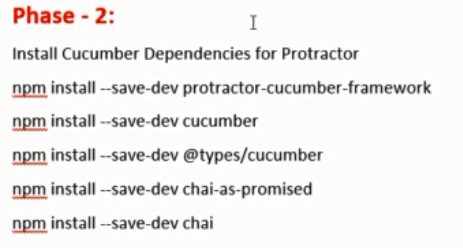 Phase - 2:
Install Cucumber Dependencies for Protractor
npm install --save-dev protractor-cucumber-framework
npm install --save-dev cucumber
npm install --save-dev @types/cucumber
npm install --save-dev chai-as-promised
npm install --save-dev chai